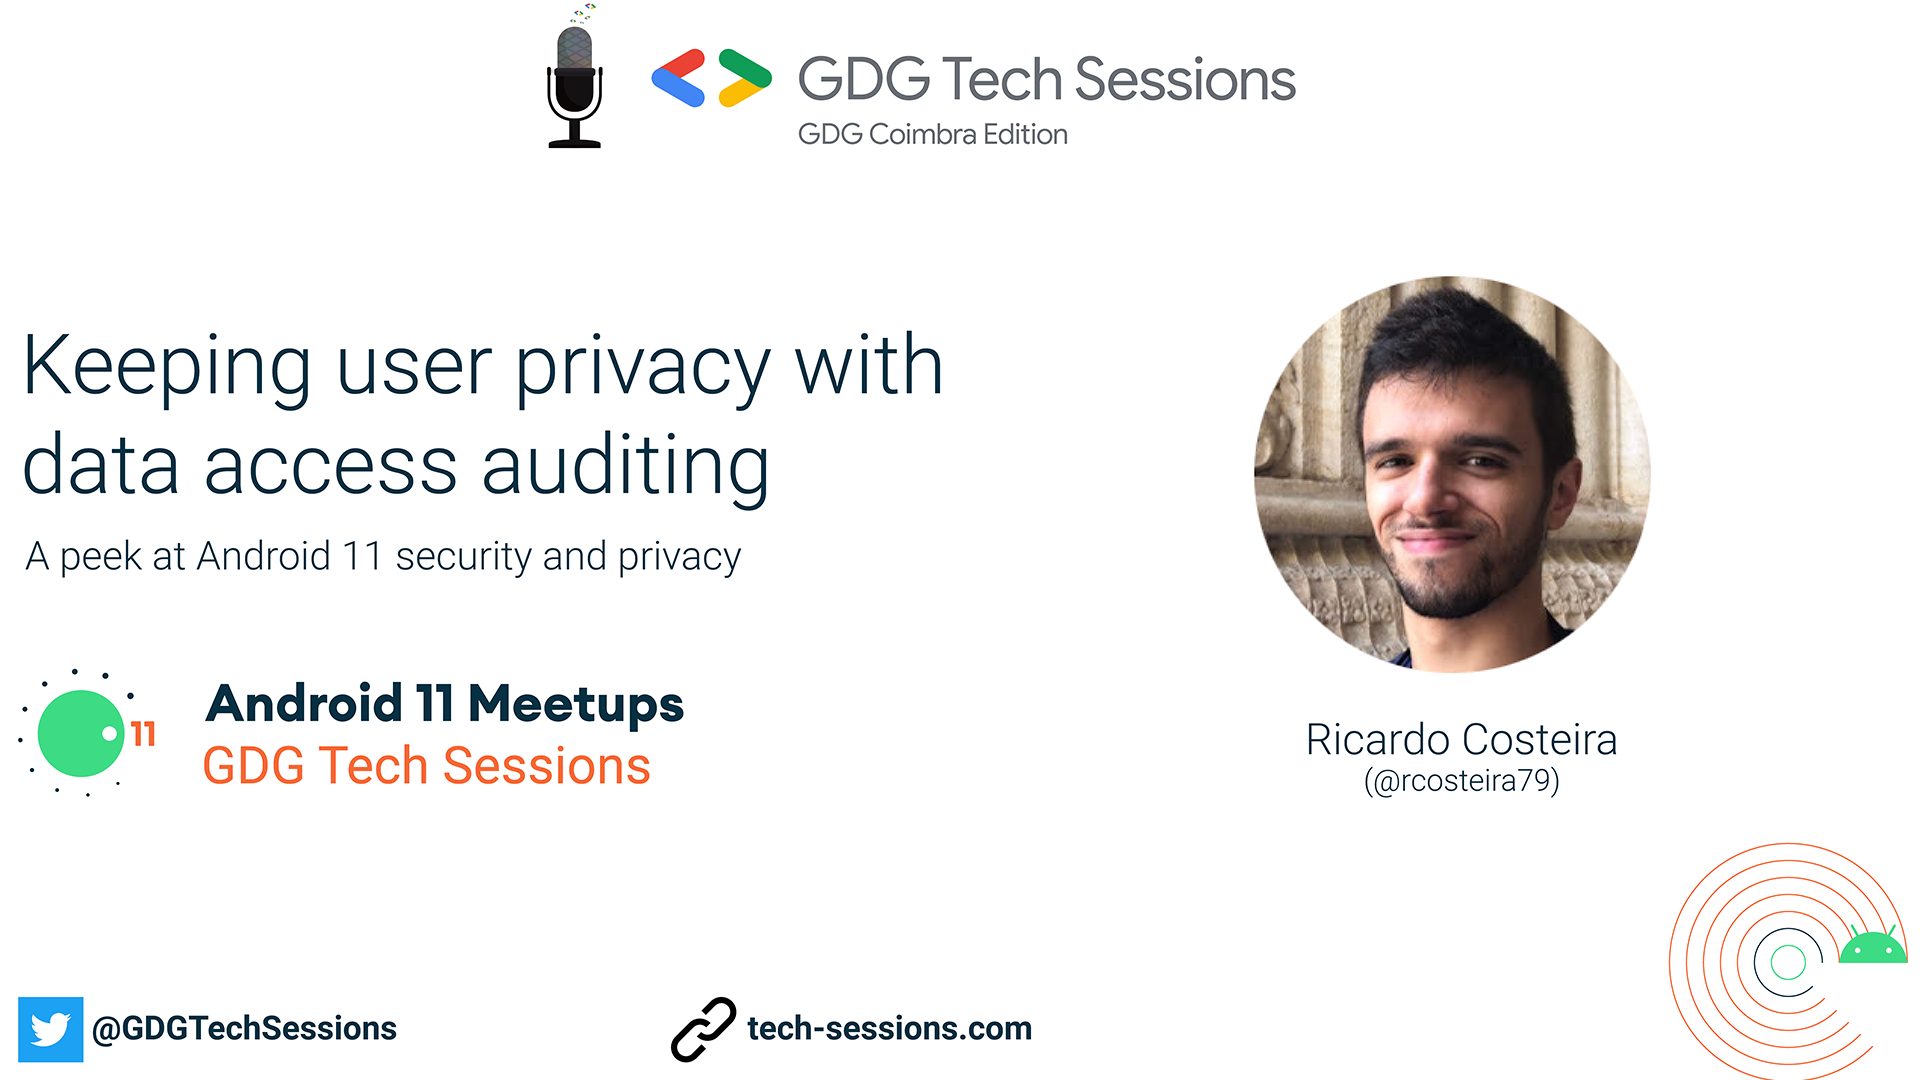 GDG Tech Sessions
GDG Coimbra Edition
Keeping user privacy with
data access auditing
A peek at Android 11 security and privacy
11
Android 11 Meetups
GDG Tech Sessions
Ricardo Costeira
(@rcosteira79)
@GDGTechSessions
tech-sessions.com